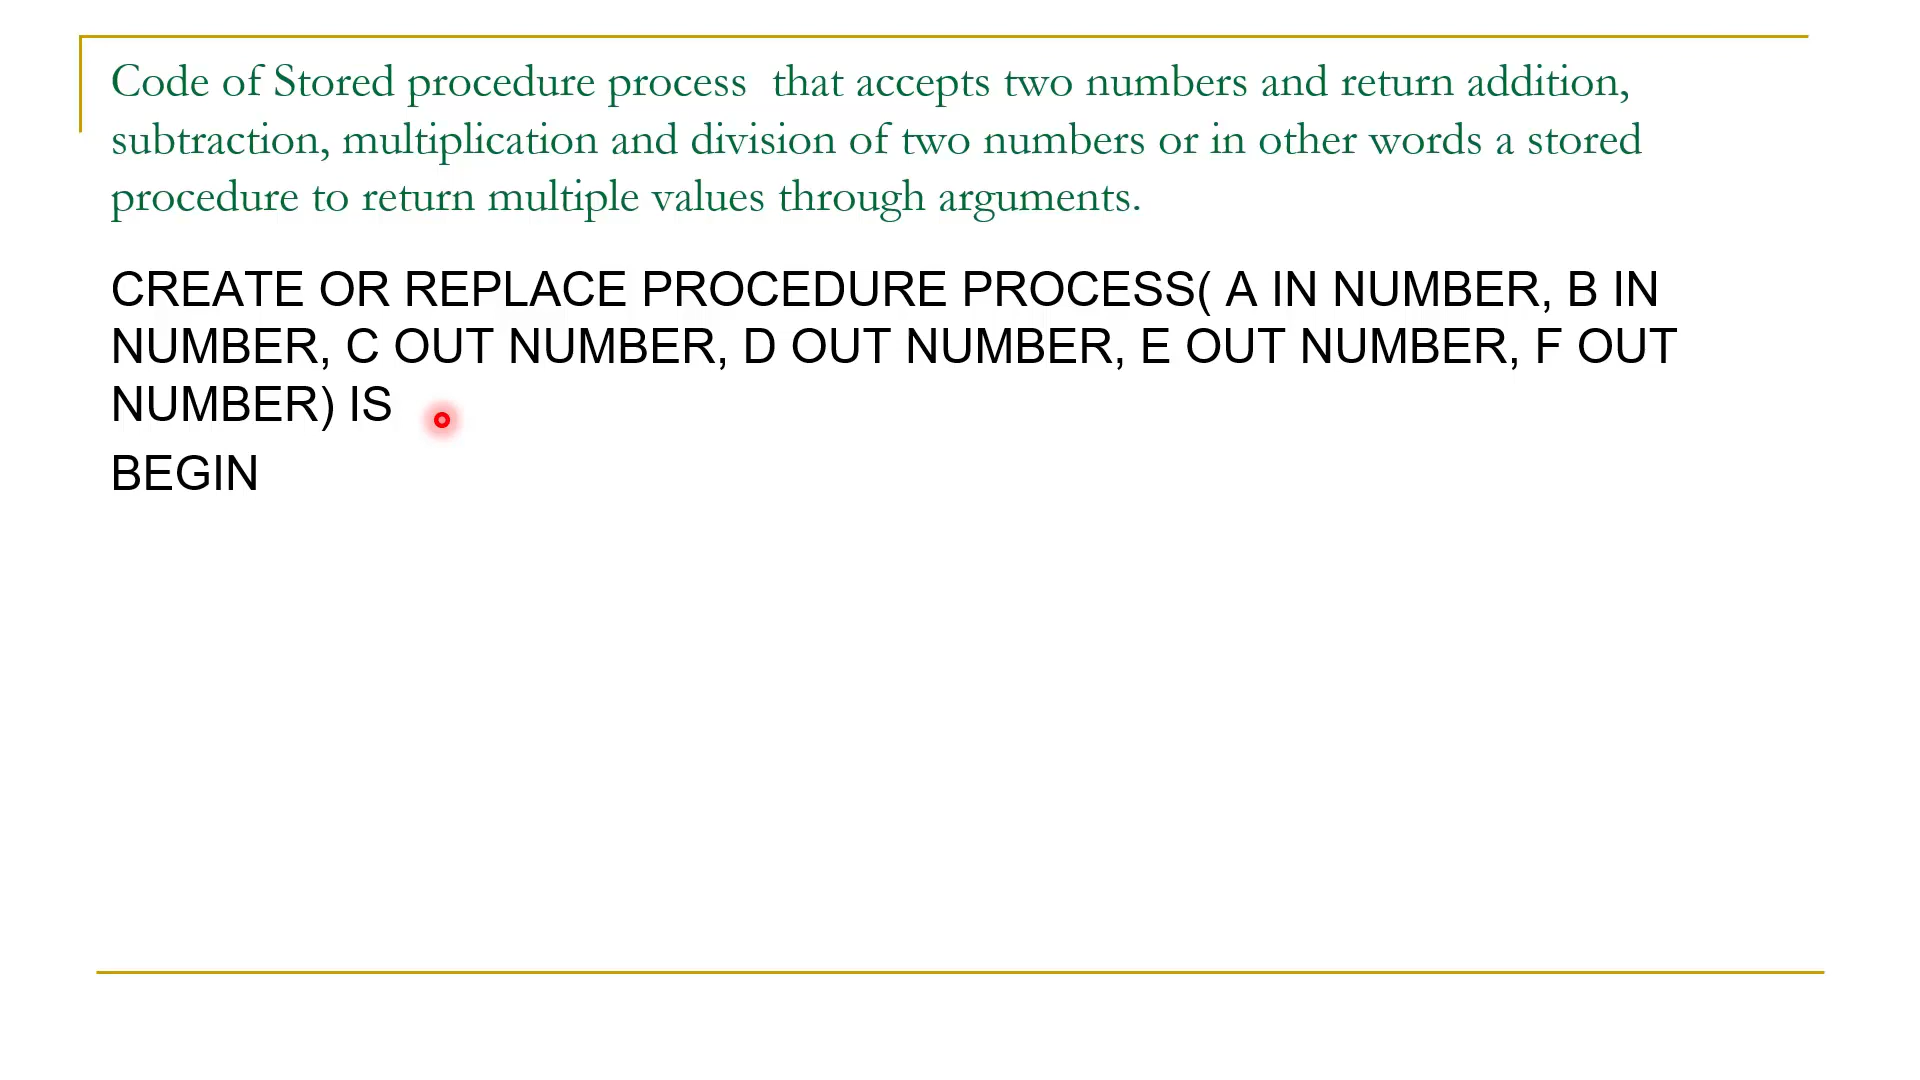 Code of Stored procedure process  that accepts two numbers and return addition,
subtraction, multiplication and division of two numbers or in other words a stored
procedure to return multiple values through arguments.
CREATE OR REPLACE PROCEDURE PROCESS( A IN NUMBER, B IN
NUMBER, C OUT NUMBER, D OUT NUMBER, E OUT NUMBER, F OUT
NUMBER) IS
BEGIN